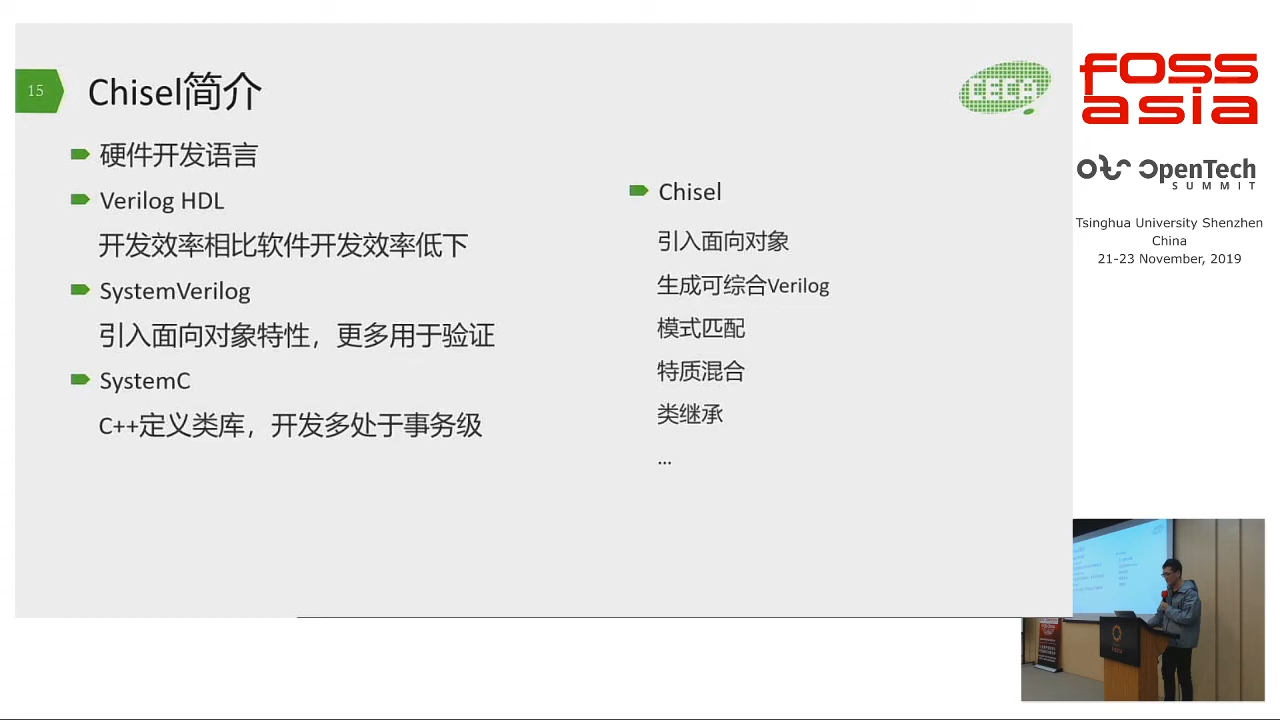 15
Chisel简介
硬件开发语言
Verilog HDL
开发效率相比软件开发效率低下
SystemVerilog
引入面向对象特性，更多用于验证
SystemC
C++定义类库，开发多处于事务级
Chisel
引入面向对象
生成可综合Verilog
模式匹配
特质混合
类继承
...
FOSS
asia
OpenTech
SUMMIT
Tsinghua University Shenzhen
China
21-23 November, 2019